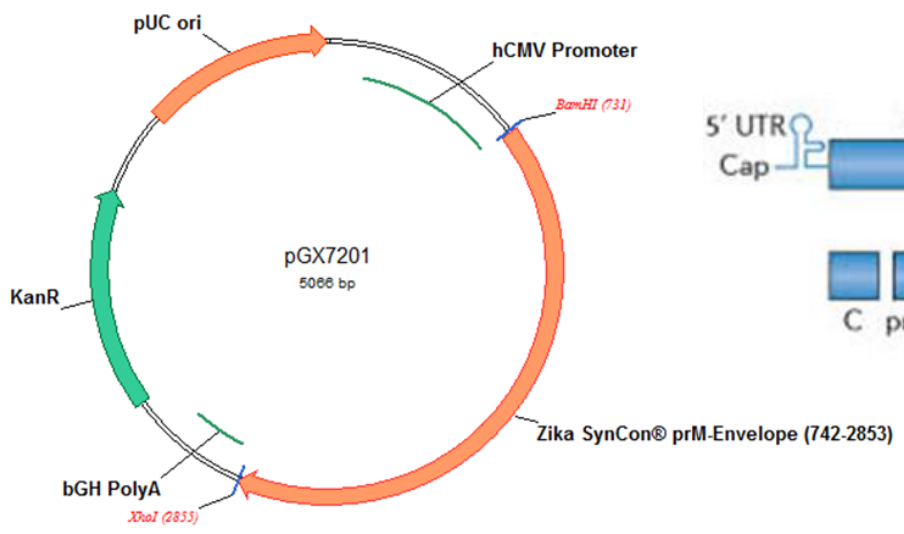 pUC ori
hCMV Promoter
BamHI (731)
5' UTR
Cap
pGX7201
5066 bp
KanR
C
Zika SynCon® prM-Envelope (742-2853)
bGH PolyA
XhoI (2855)